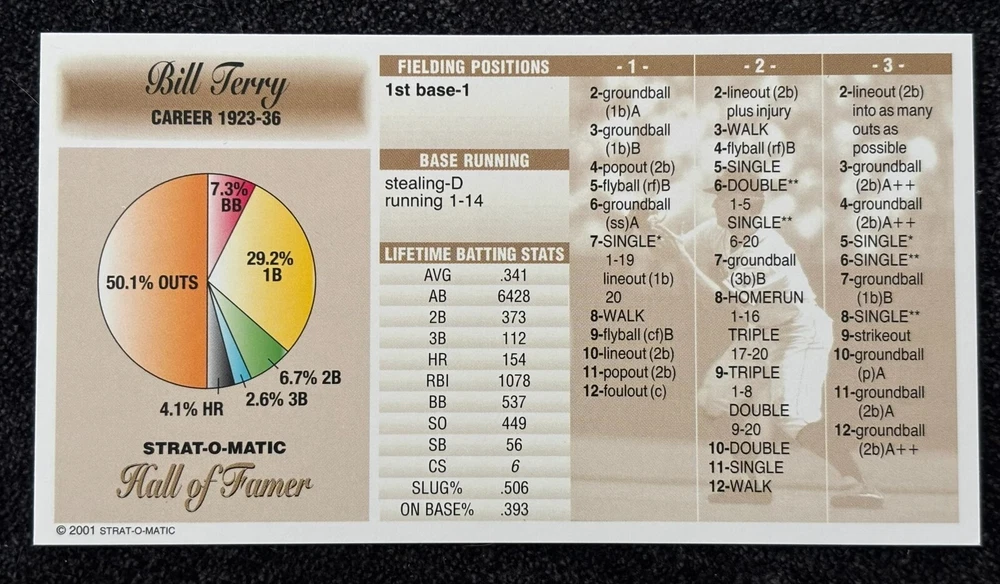 Bill Terry
CAREER 1923-36
7.3%
BB
29.2%
1B
50.1% OUTS
6.7% 2B
2.6% 3B
4.1% HR
STRAT-O-MATIC
Hall of Famer
© 2001 STRAT-O-MATIC
FIELDING POSITIONS
1st base-1
BASE RUNNING
stealing-D
running 1-14
LIFETIME BATTING STATS
AVG .341
AB 6428
2B 373
3B 112
HR 154
RBI 1078
BB 537
SO 449
SB 56
CS 6
SLUG% .506
ON BASE% .393
- 1 -
2-groundball
(1b)A
3-groundball
(1b)B
4-popout (2b)
5-flyball (rf)B
6-groundball
(ss)A
7-SINGLE*
1-19
lineout (1b)
20
8-WALK
9-flyball (cf)B
10-lineout (2b)
11-popout (2b)
12-foulout (c)
- 2 -
2-lineout (2b)
plus injury
3-WALK
4-flyball (rf)B
5-SINGLE
6-DOUBLE**
1-5
SINGLE**
6-20
7-groundball
(3b)B
8-HOMERUN
1-16
TRIPLE
17-20
9-TRIPLE
1-8
DOUBLE
9-20
10-DOUBLE
11-SINGLE
12-WALK
- 3 -
2-lineout (2b)
into as many
outs as
possible
3-groundball
(2b)A++
4-groundball
(2b)A++
5-SINGLE*
6-SINGLE**
7-groundball
(1b)B
8-SINGLE**
9-strikeout
10-groundball
(p)A
11-groundball
(2b)A
12-groundball
(2b)A++